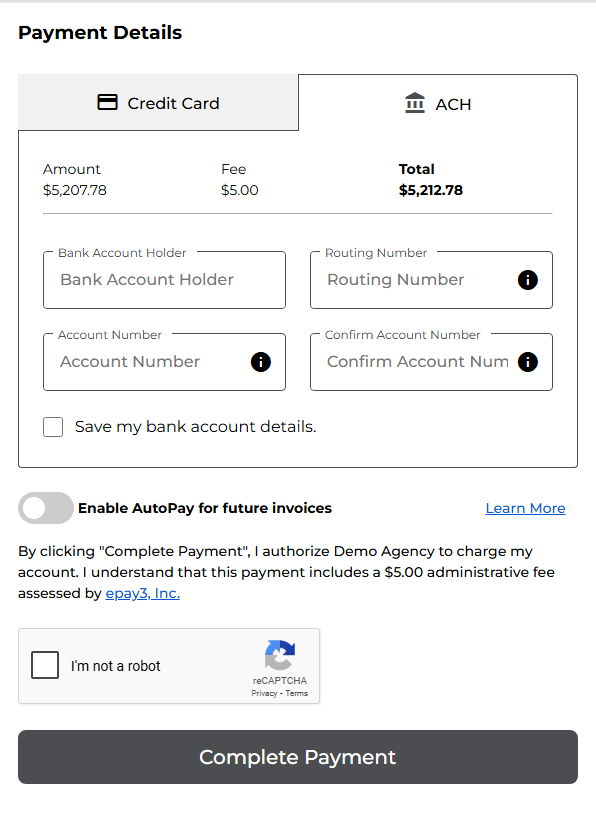 Payment Details
Credit Card
ACH
Amount Fee Total
$5,207.78 $5.00 $5,212.78
Bank Account Holder Routing Number
Bank Account Holder Routing Number
Account Number Confirm Account Number
Account Number Confirm Account Num
Save my bank account details.
Enable AutoPay for future invoices Learn More
By clicking "Complete Payment", I authorize Demo Agency to charge my
account. I understand that this payment includes a $5.00 administrative fee
assessed by epay3, Inc.
I'm not a robot
reCAPTCHA
Privacy - Terms
Complete Payment